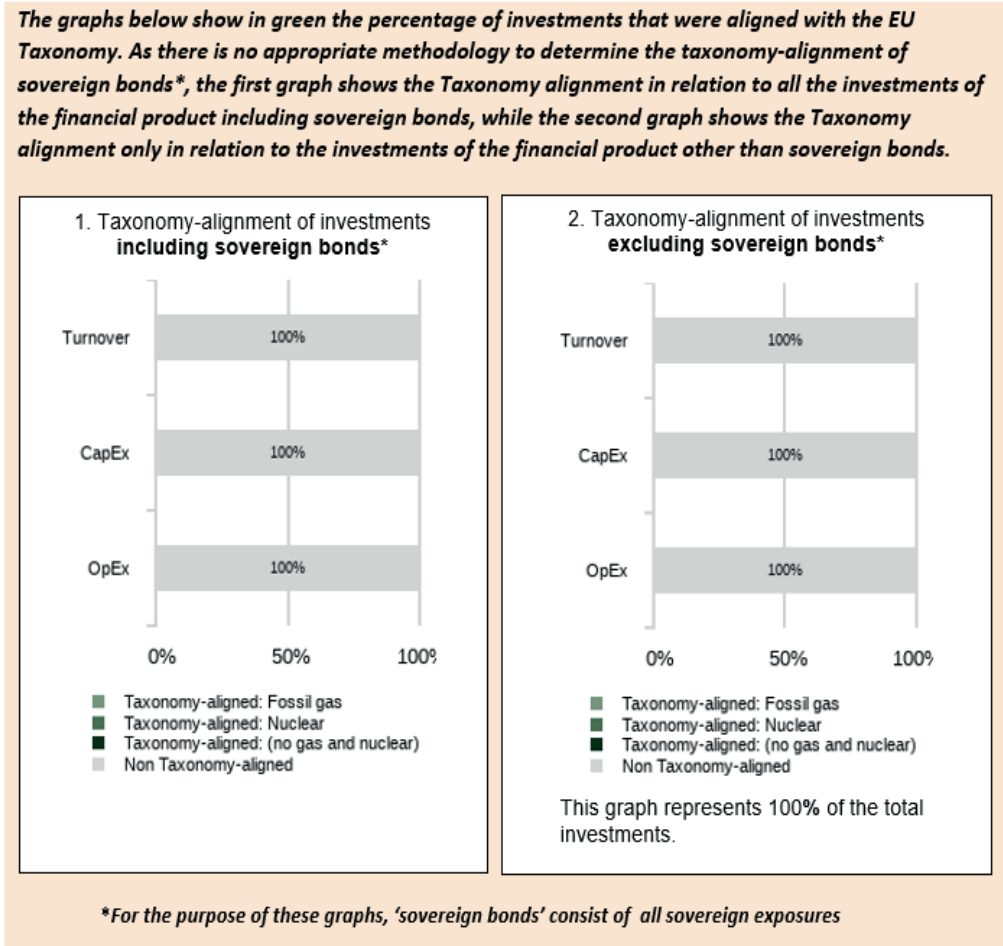 The graphs below show in green the percentage of investments that were aligned with the EU
Taxonomy. As there is no appropriate methodology to determine the taxonomy-alignment of
sovereign bonds*, the first graph shows the Taxonomy alignment in relation to all the investments of
the financial product including sovereign bonds, while the second graph shows the Taxonomy
alignment only in relation to the investments of the financial product other than sovereign bonds.
1. Taxonomy-alignment of investments
including sovereign bonds*
Turnover
100%
CapEx
100%
OpEx
100%
0% 50% 100%
Taxonomy-aligned: Fossil gas
Taxonomy-aligned: Nuclear
Taxonomy-aligned: (no gas and nuclear)
Non Taxonomy-aligned
2. Taxonomy-alignment of investments
excluding sovereign bonds*
Turnover
100%
CapEx
100%
OpEx
100%
0% 50% 100%
Taxonomy-aligned: Fossil gas
Taxonomy-aligned: Nuclear
Taxonomy-aligned: (no gas and nuclear)
Non Taxonomy-aligned
This graph represents 100% of the total
investments.
*For the purpose of these graphs, ‘sovereign bonds’ consist of all sovereign exposures